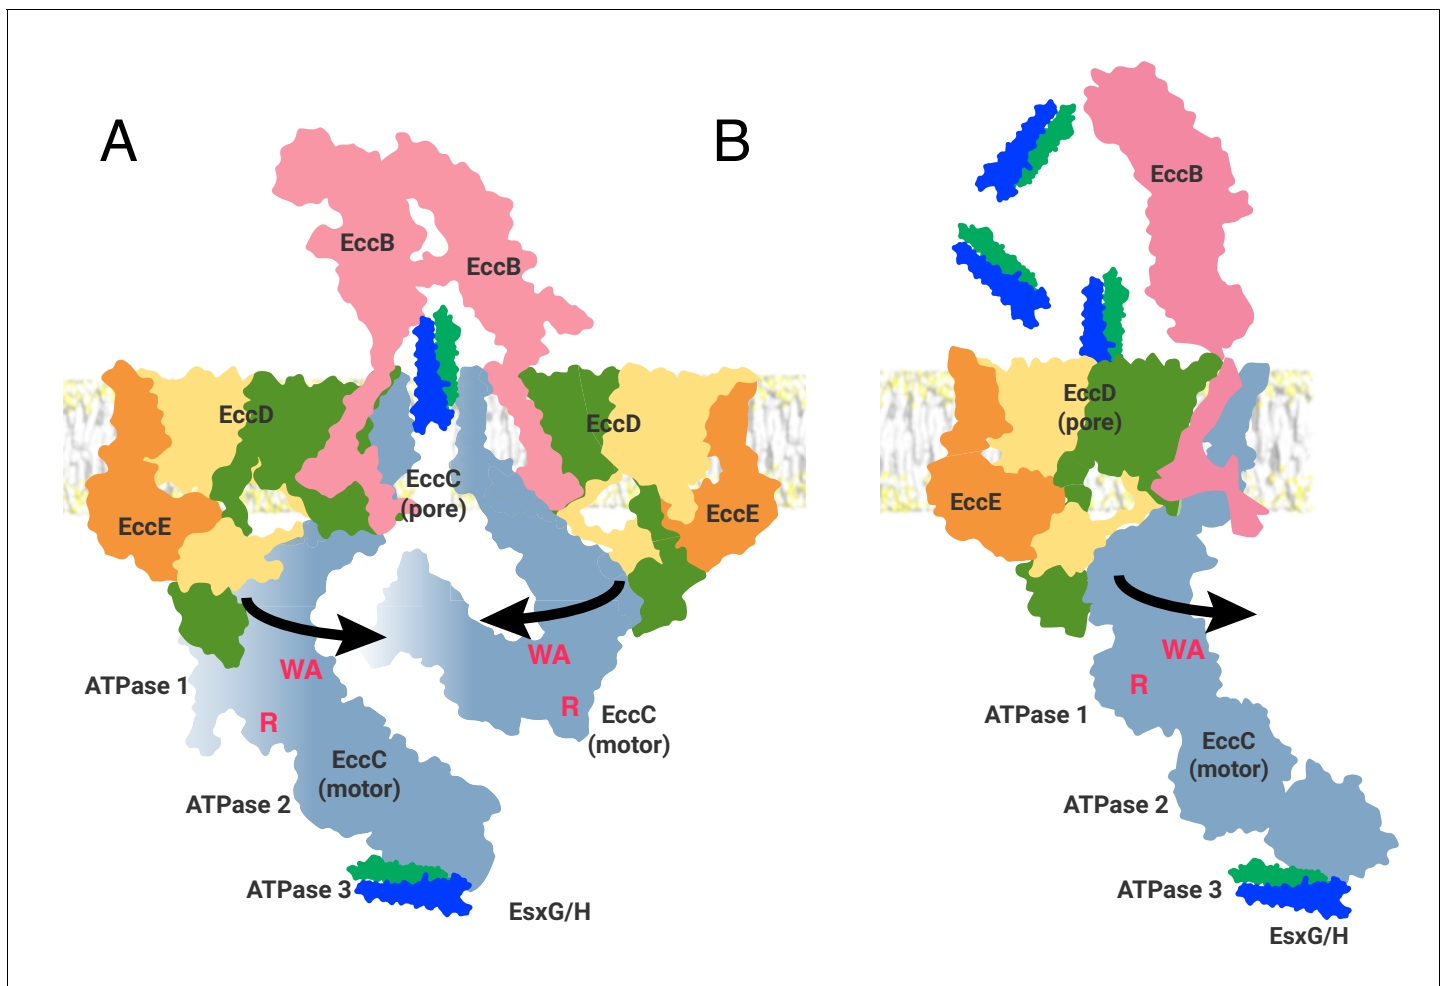 A
EccB
EccB
EccD
EccD
EccC
(pore)
EccE
EccE
WA
WA
ATPase 1
R
R
EccC
(motor)
EccC
(motor)
ATPase 2
ATPase 3
EsxG/H
B
EccB
EccD
(pore)
EccE
WA
R
ATPase 1
EccC
(motor)
ATPase 2
ATPase 3
EsxG/H